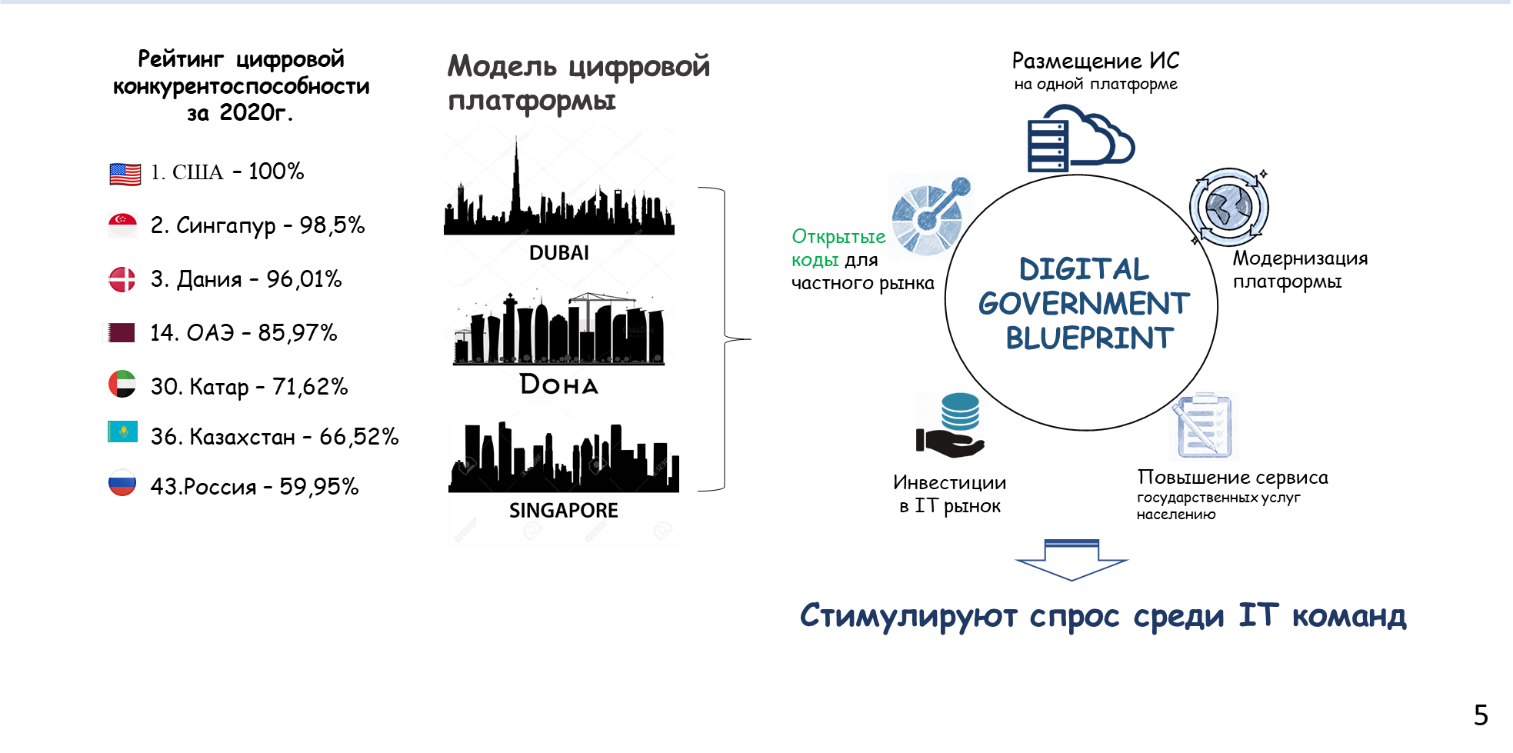 Рейтинг цифровой
конкурентоспособности
за 2020г.
1. США – 100%
2. Сингапур – 98,5%
3. Дания – 96,01%
14. ОАЭ – 85,97%
30. Катар – 71,62%
36. Казахстан – 66,52%
43.Россия – 59,95%
Модель цифровой
платформы
DUBAI
DOHA
SINGAPORE
Размещение ИС
на одной платформе
Открытые
коды для
частного рынка
Модернизация
платформы
DIGITAL
GOVERNMENT
BLUEPRINT
Инвестиции
в IT рынок
Повышение сервиса
государственных услуг
населению
Стимулируют спрос среди IT команд
5